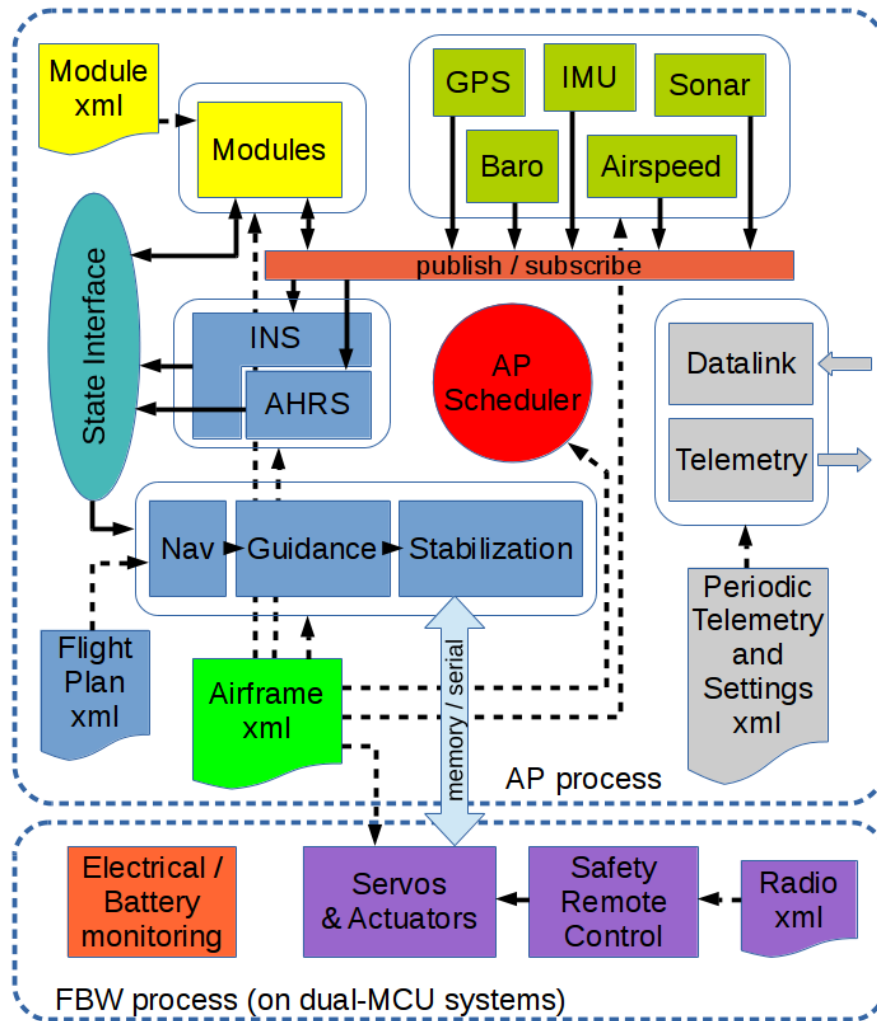 Module
xml
Modules
GPS
IMU
Sonar
Baro
Airspeed
publish / subscribe
State Interface
INS
AHRS
AP
Scheduler
Datalink
Telemetry
Nav
Guidance
Stabilization
Flight
Plan
xml
Airframe
xml
memory / serial
Periodic
Telemetry
and
Settings
xml
AP process
Electrical /
Battery
monitoring
Servos
& Actuators
Safety
Remote
Control
Radio
xml
FBW process (on dual-MCU systems)